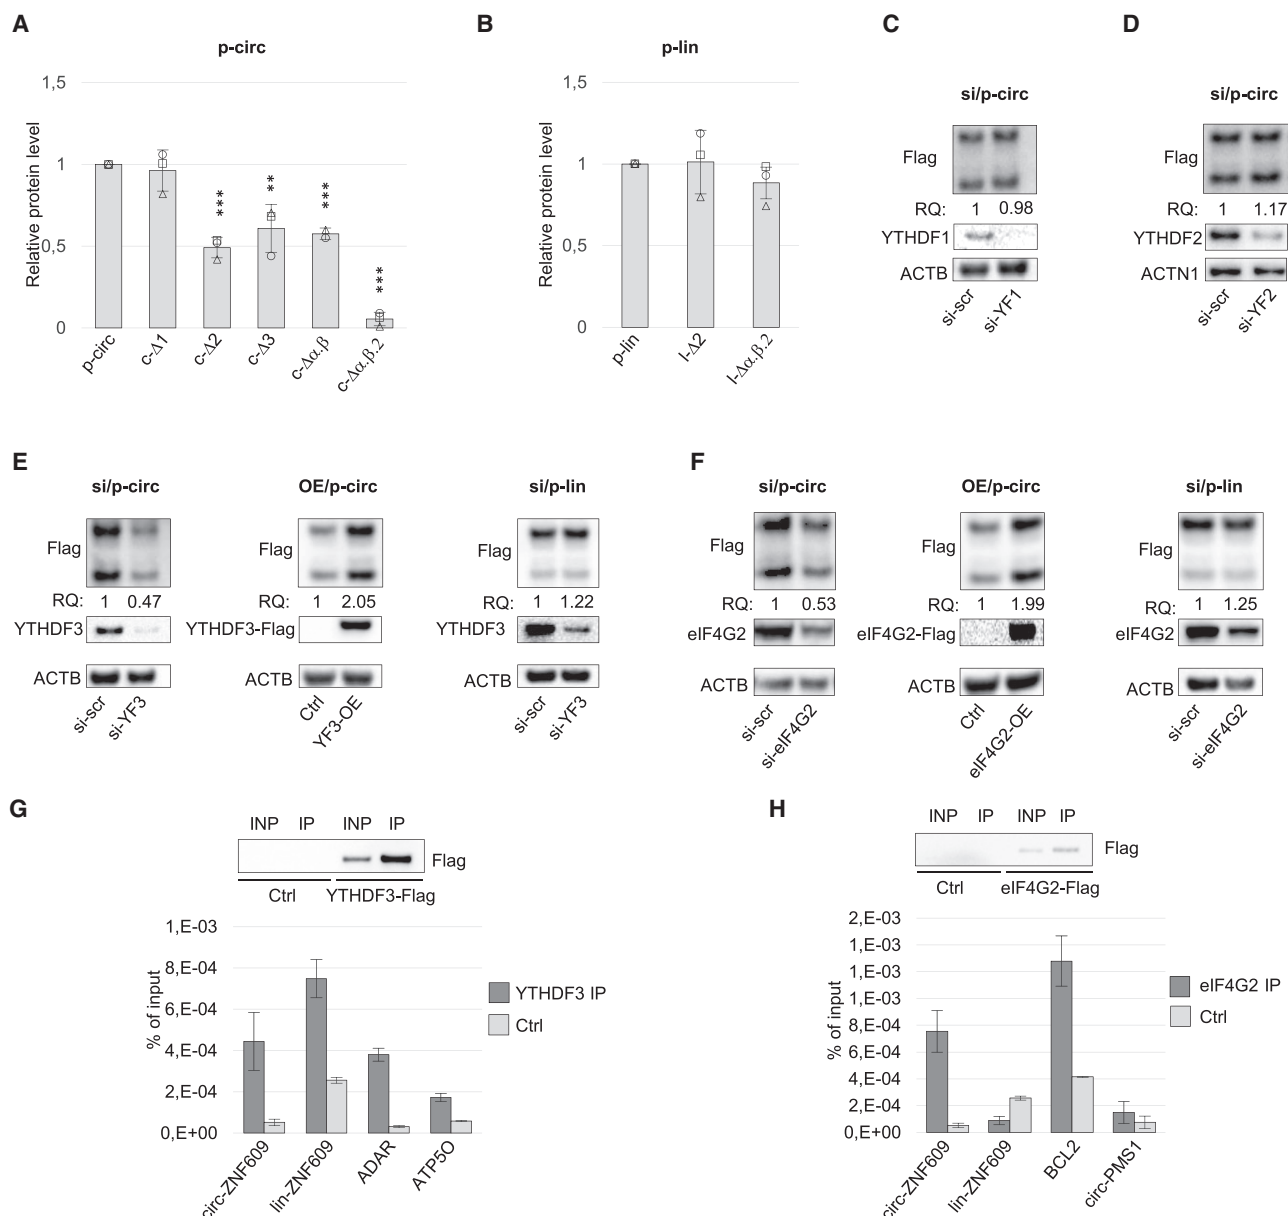 A
p-circ
Relative protein level
1,5
1
0,5
0
p-circ
c-Δ1
c-Δ2
c-Δ3
c-Δα.β
c-Δα.β.2
***
**
***
***
B
p-lin
Relative protein level
1,5
1
0,5
0
p-lin
l-Δ2
l-Δα.β.2
C
si/p-circ
Flag
RQ: 1 0.98
YTHDF1
ACTB
si-scr
si-YF1
D
si/p-circ
Flag
RQ: 1 1.17
YTHDF2
ACTN1
si-scr
si-YF2
E
si/p-circ
Flag
RQ: 1 0.47
YTHDF3
ACTB
si-scr
si-YF3
OE/p-circ
Flag
RQ: 1 2.05
YTHDF3-Flag
ACTB
Ctrl
YF3-OE
si/p-lin
Flag
RQ: 1 1.22
YTHDF3
ACTB
si-scr
si-YF3
F
si/p-circ
Flag
RQ: 1 0.53
eIF4G2
ACTB
si-scr
si-eIF4G2
OE/p-circ
Flag
RQ: 1 1.99
eIF4G2-Flag
ACTB
Ctrl
eIF4G2-OE
si/p-lin
Flag
RQ: 1 1.25
eIF4G2
ACTB
si-scr
si-eIF4G2
G
INP IP INP IP
Flag
Ctrl YTHDF3-Flag
% of input
1,E-03
8,E-04
6,E-04
4,E-04
2,E-04
0,E+00
YTHDF3 IP
Ctrl
circ-ZNF609
lin-ZNF609
ADAR
ATP5O
H
INP IP INP IP
Flag
Ctrl eIF4G2-Flag
% of input
2,E-03
1,E-03
1,E-03
1,E-03
8,E-04
6,E-04
4,E-04
2,E-04
0,E+00
eIF4G2 IP
Ctrl
circ-ZNF609
lin-ZNF609
BCL2
circ-PMS1